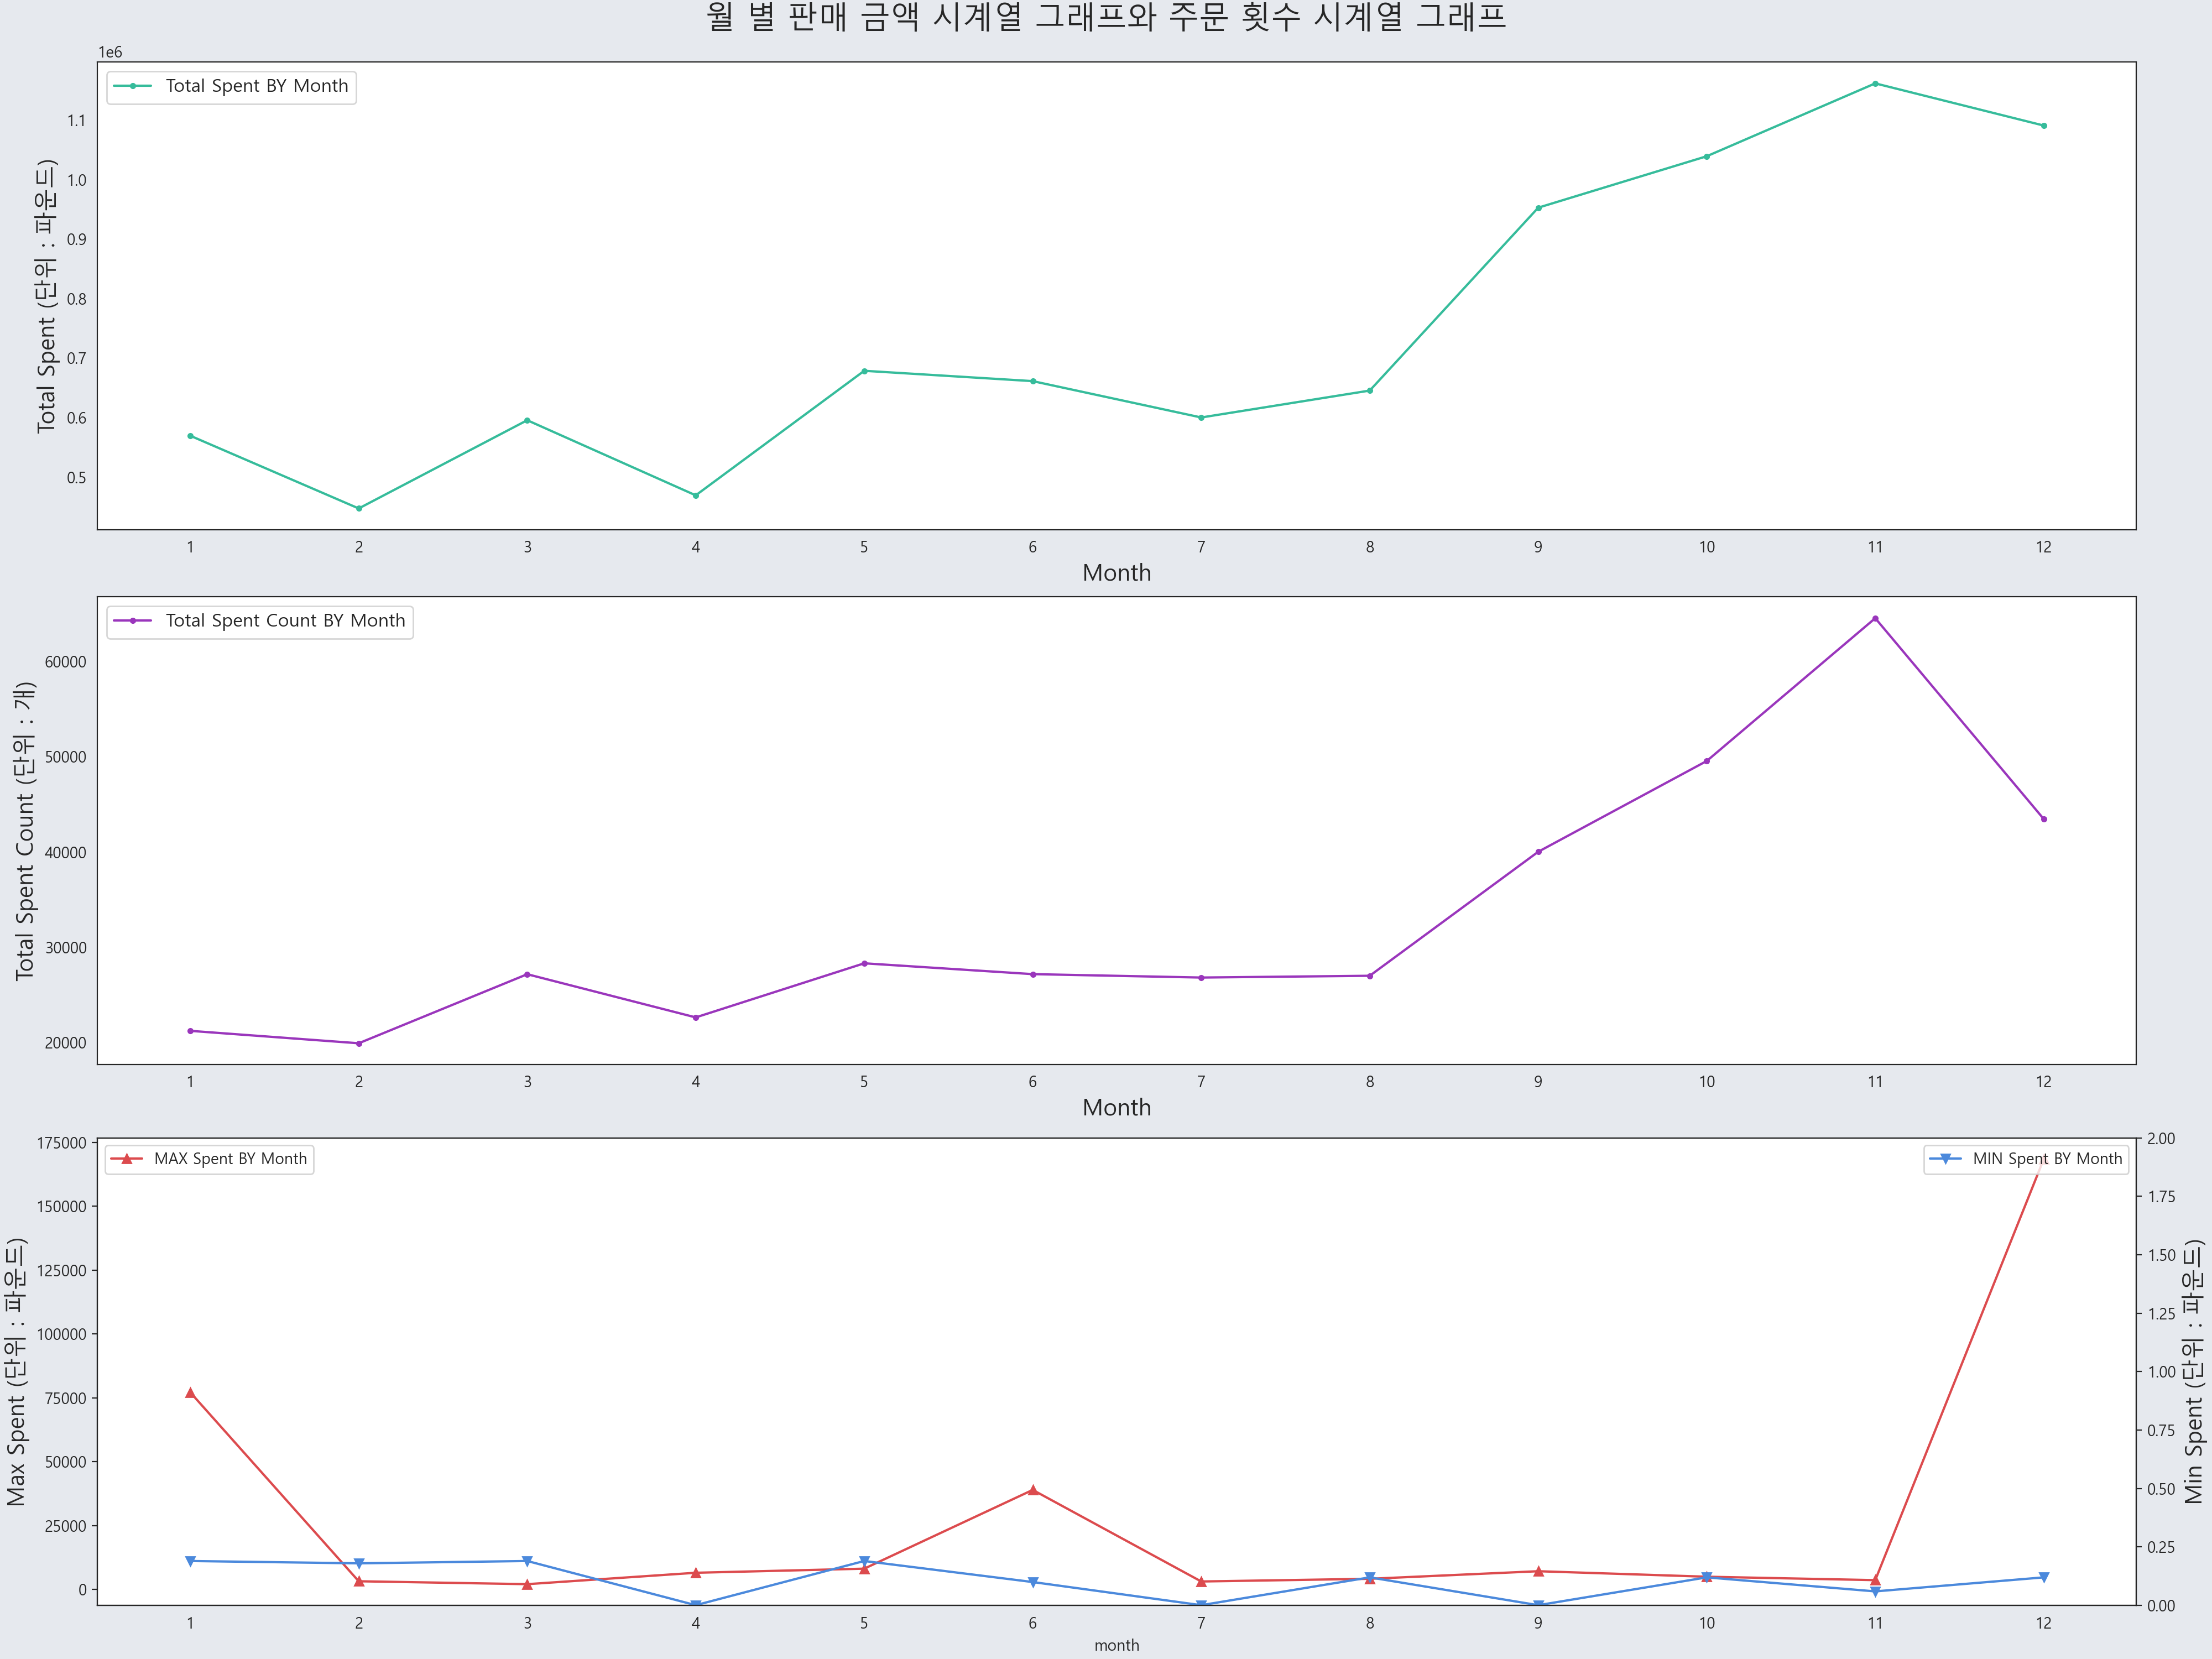 월 별 판매 금액 시계열 그래프와 주문 횟수 시계열 그래프
1e6
Total Spent BY Month
Total Spent (단위 : 파운드)
1.1
1.0
0.9
0.8
0.7
0.6
0.5
1 2 3 4 5 6 7 8 9 10 11 12
Month
Total Spent Count BY Month
Total Spent Count (단위 : 개)
60000
50000
40000
30000
20000
1 2 3 4 5 6 7 8 9 10 11 12
Month
MAX Spent BY Month
MIN Spent BY Month
Max Spent (단위 : 파운드)
175000
150000
125000
100000
75000
50000
25000
0
2.00
1.75
1.50
1.25
1.00
0.75
0.50
0.25
0.00
Min Spent (단위 : 파운드)
1 2 3 4 5 6 7 8 9 10 11 12
month